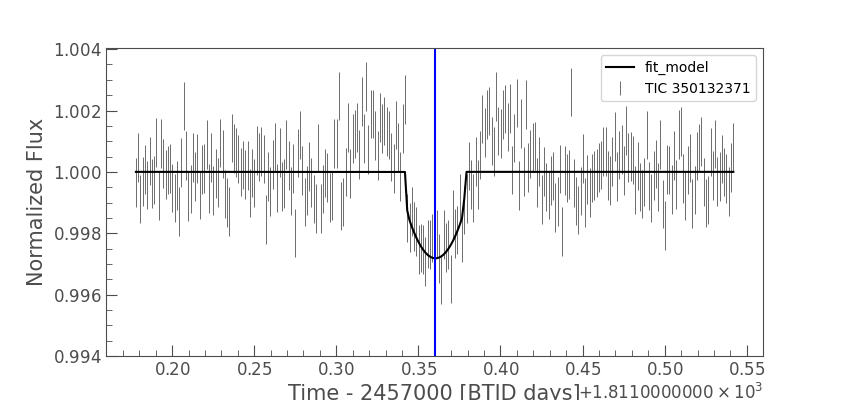 1.004
1.002
1.000
0.998
0.996
0.994
Normalized Flux
fit_model
TIC 350132371
0.20
0.25
0.30
0.35
0.40
0.45
0.50
0.55
Time - 2457000 [BTJD days]
+1.8110000000 × 10³